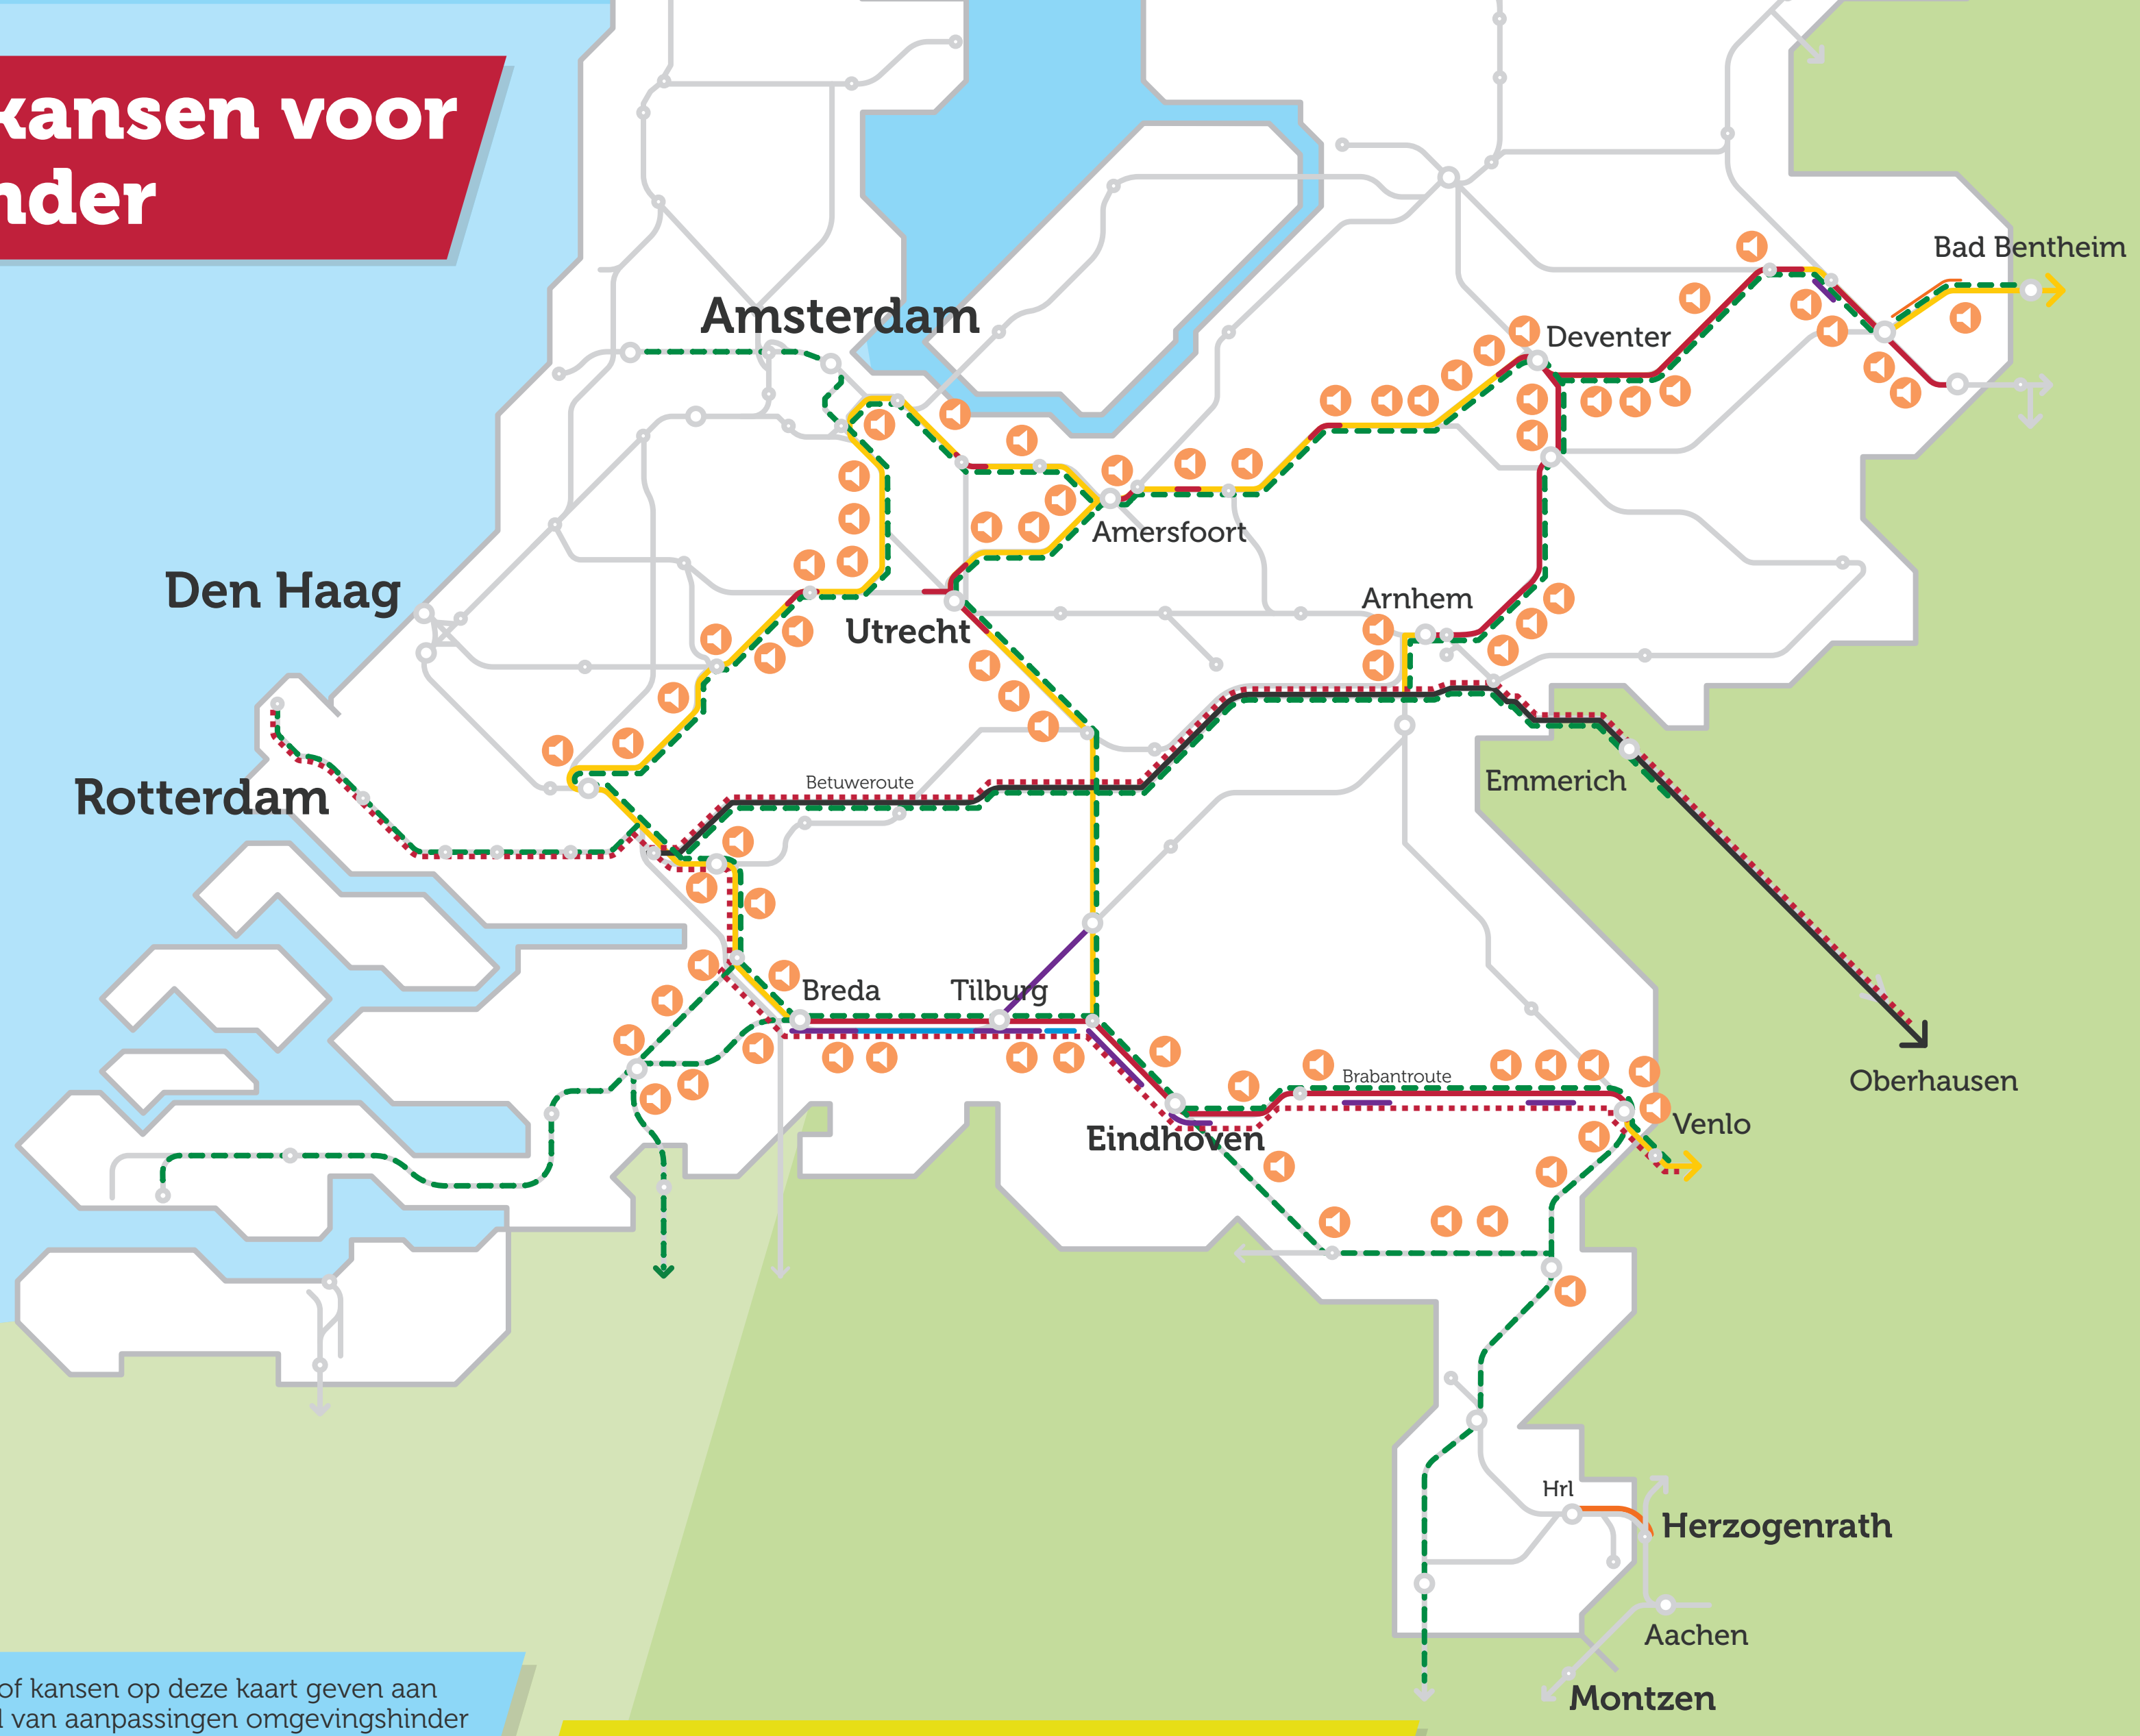 kansen voor
nder
Bad Bentheim
Amsterdam
Deventer
Amersfoort
Den Haag
Arnhem
Utrecht
Rotterdam
Betuweroute
Emmerich
Breda
Tilburg
Oberhausen
Brabantroute
Venlo
Eindhoven
Hrl
Herzogenrath
Aachen
Montzen
of kansen op deze kaart geven aan
van aanpassingen omgevingshinder